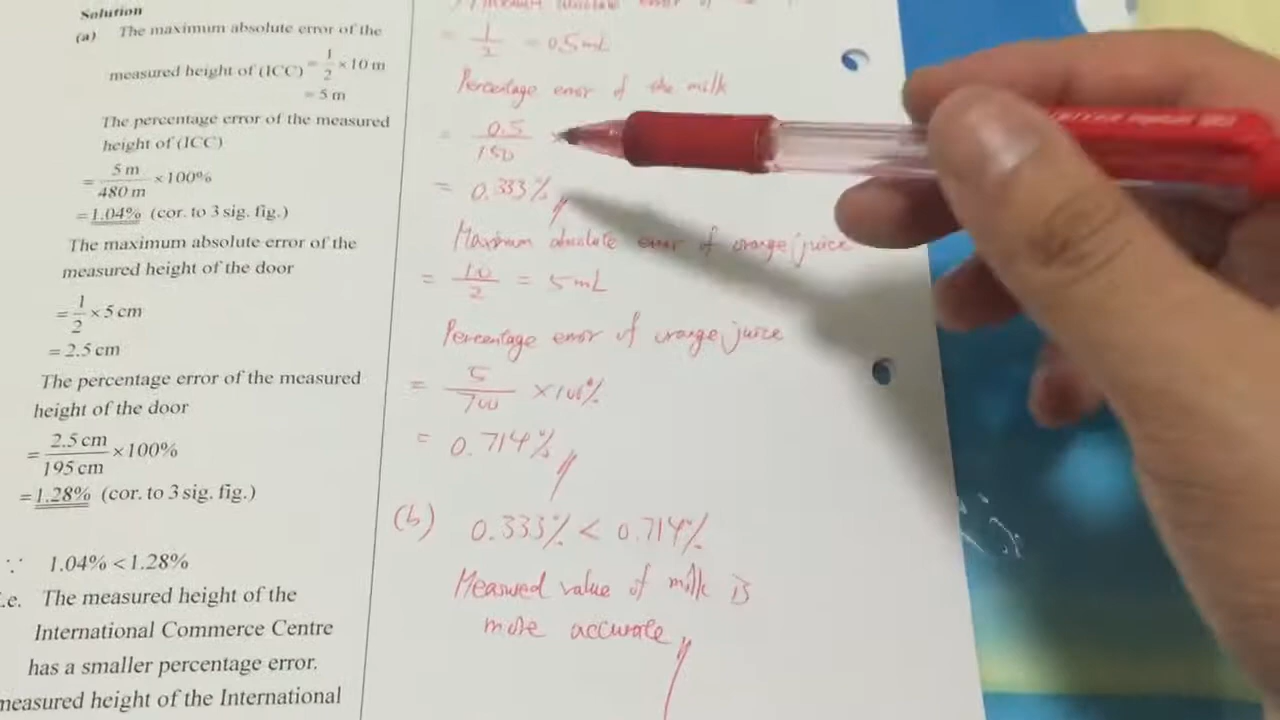 Solution
(a) The maximum absolute error of the
measured height of (ICC) = 1/2 × 10 m
= 5 m
The percentage error of the measured
height of (ICC)
= 5 m / 480 m × 100%
= 1.04% (cor. to 3 sig. fig.)
The maximum absolute error of the
measured height of the door
= 1/2 × 5 cm
= 2.5 cm
The percentage error of the measured
height of the door
= 2.5 cm / 195 cm × 100%
= 1.28% (cor. to 3 sig. fig.)
∵ 1.04% < 1.28%
i.e. The measured height of the
International Commerce Centre
has a smaller percentage error.
measured height of the International
absolute error of
= 1/2 = 0.5 mL
Percentage error of the milk
= 0.5 / 150
= 0.333%
Maximum absolute error of orange juice
= 10/2 = 5 mL
Percentage error of orange juice
= 5/700 × 100%
= 0.714%
(b) 0.333% < 0.714%
Measured value of milk is
more accurate